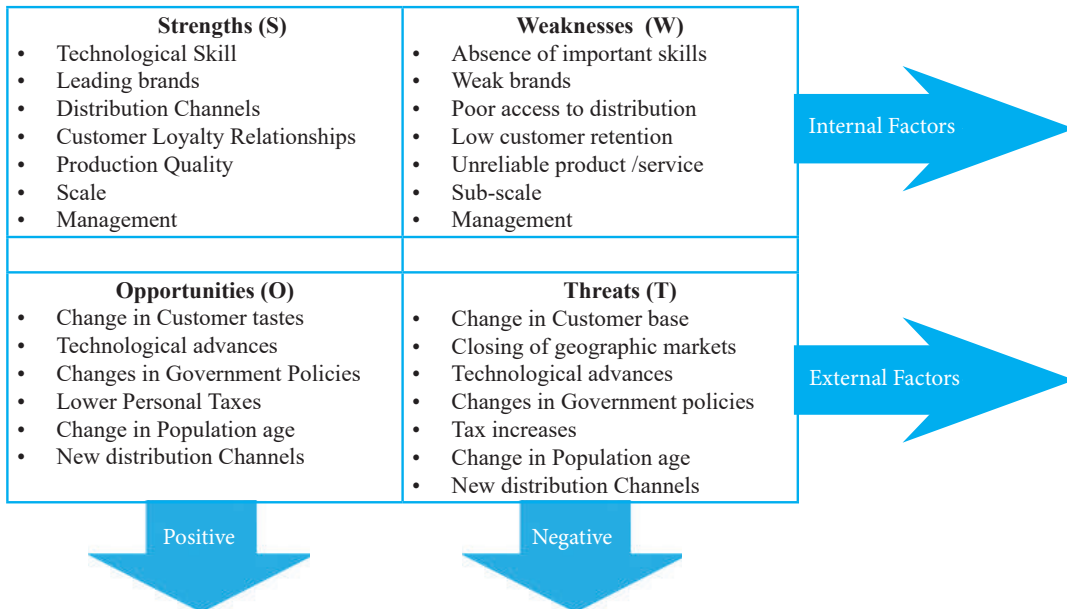 Strengths (S)
• Technological Skill
• Leading brands
• Distribution Channels
• Customer Loyalty Relationships
• Production Quality
• Scale
• Management
Weaknesses (W)
• Absence of important skills
• Weak brands
• Poor access to distribution
• Low customer retention
• Unreliable product /service
• Sub-scale
• Management
Internal Factors
Opportunities (O)
• Change in Customer tastes
• Technological advances
• Changes in Government Policies
• Lower Personal Taxes
• Change in Population age
• New distribution Channels
Threats (T)
• Change in Customer base
• Closing of geographic markets
• Technological advances
• Changes in Government policies
• Tax increases
• Change in Population age
• New distribution Channels
External Factors
Positive
Negative